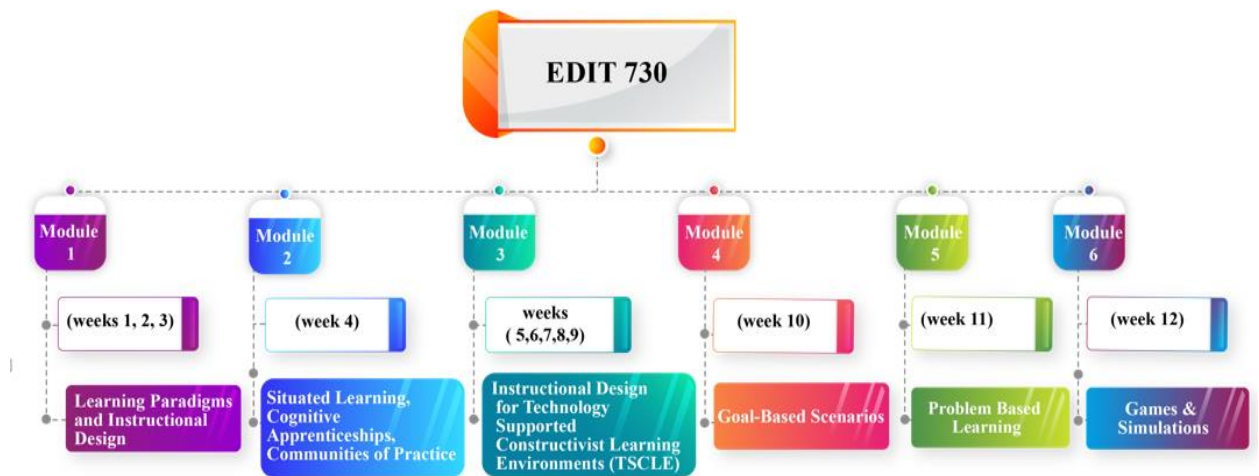 EDIT 730
Module
1
Module
2
Module
3
Module
4
Module
5
Module
6
(weeks 1, 2, 3)
(week 4)
weeks
( 5,6,7,8,9)
(week 10)
(week 11)
(week 12)
Learning Paradigms
and Instructional
Design
Situated Learning,
Cognitive
Apprenticeships,
Communities of Practice
Instructional Design
for Technology
Supported
Constructivist Learning
Environments (TSCLE)
Goal-Based Scenarios
Problem Based
Learning
Games &
Simulations